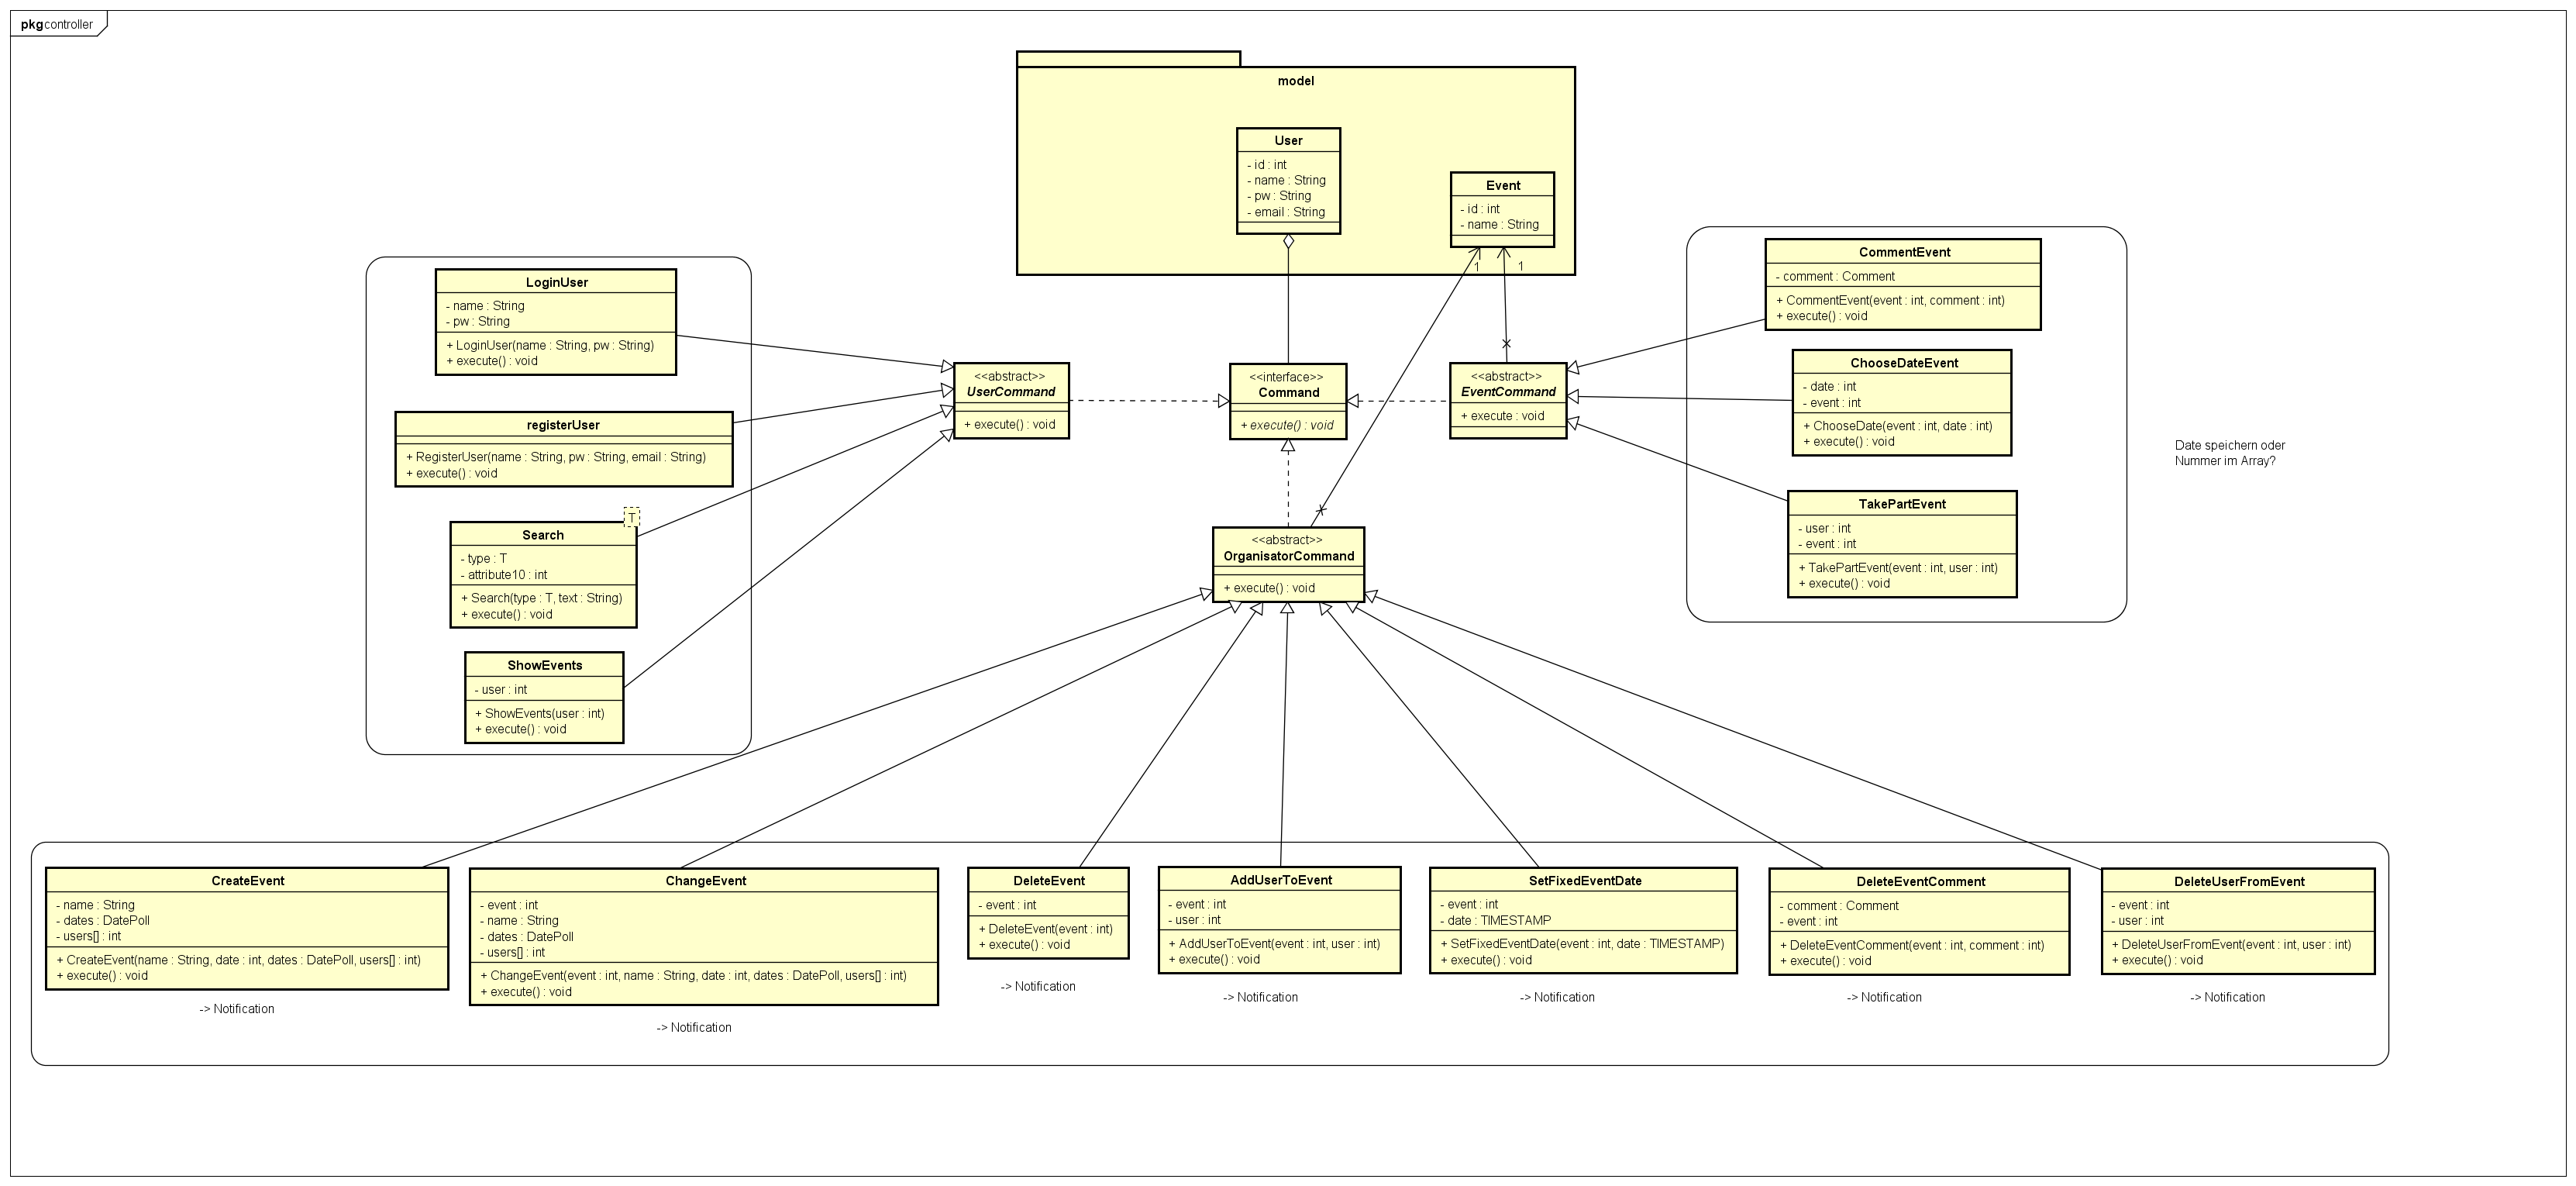 pkg controller
model
User
- id : int
- name : String
- pw : String
- email : String
Event
- id : int
- name : String
1
1
LoginUser
- name : String
- pw : String
+ LoginUser(name : String, pw : String)
+ execute() : void
registerUser
+ RegisterUser(name : String, pw : String, email : String)
+ execute() : void
T
Search
- type : T
- attribute10 : int
+ Search(type : T, text : String)
+ execute() : void
ShowEvents
- user : int
+ ShowEvents(user : int)
+ execute() : void
<<abstract>>
UserCommand
+ execute() : void
<<interface>>
Command
+ execute() : void
<<abstract>>
EventCommand
+ execute : void
<<abstract>>
OrganisatorCommand
+ execute() : void
CommentEvent
- comment : Comment
+ CommentEvent(event : int, comment : int)
+ execute() : void
ChooseDateEvent
- date : int
- event : int
+ ChooseDate(event : int, date : int)
+ execute() : void
TakePartEvent
- user : int
- event : int
+ TakePartEvent(event : int, user : int)
+ execute() : void
Date speichern oder
Nummer im Array?
CreateEvent
- name : String
- dates : DatePoll
- users[] : int
+ CreateEvent(name : String, date : int, dates : DatePoll, users[] : int)
+ execute() : void
-> Notification
ChangeEvent
- event : int
- name : String
- dates : DatePoll
- users[] : int
+ ChangeEvent(event : int, name : String, date : int, dates : DatePoll, users[] : int)
+ execute() : void
-> Notification
DeleteEvent
- event : int
+ DeleteEvent(event : int)
+ execute() : void
-> Notification
AddUserToEvent
- event : int
- user : int
+ AddUserToEvent(event : int, user : int)
+ execute() : void
-> Notification
SetFixedEventDate
- event : int
- date : TIMESTAMP
+ SetFixedEventDate(event : int, date : TIMESTAMP)
+ execute() : void
-> Notification
DeleteEventComment
- comment : Comment
- event : int
+ DeleteEventComment(event : int, comment : int)
+ execute() : void
-> Notification
DeleteUserFromEvent
- event : int
- user : int
+ DeleteUserFromEvent(event : int, user : int)
+ execute() : void
-> Notification